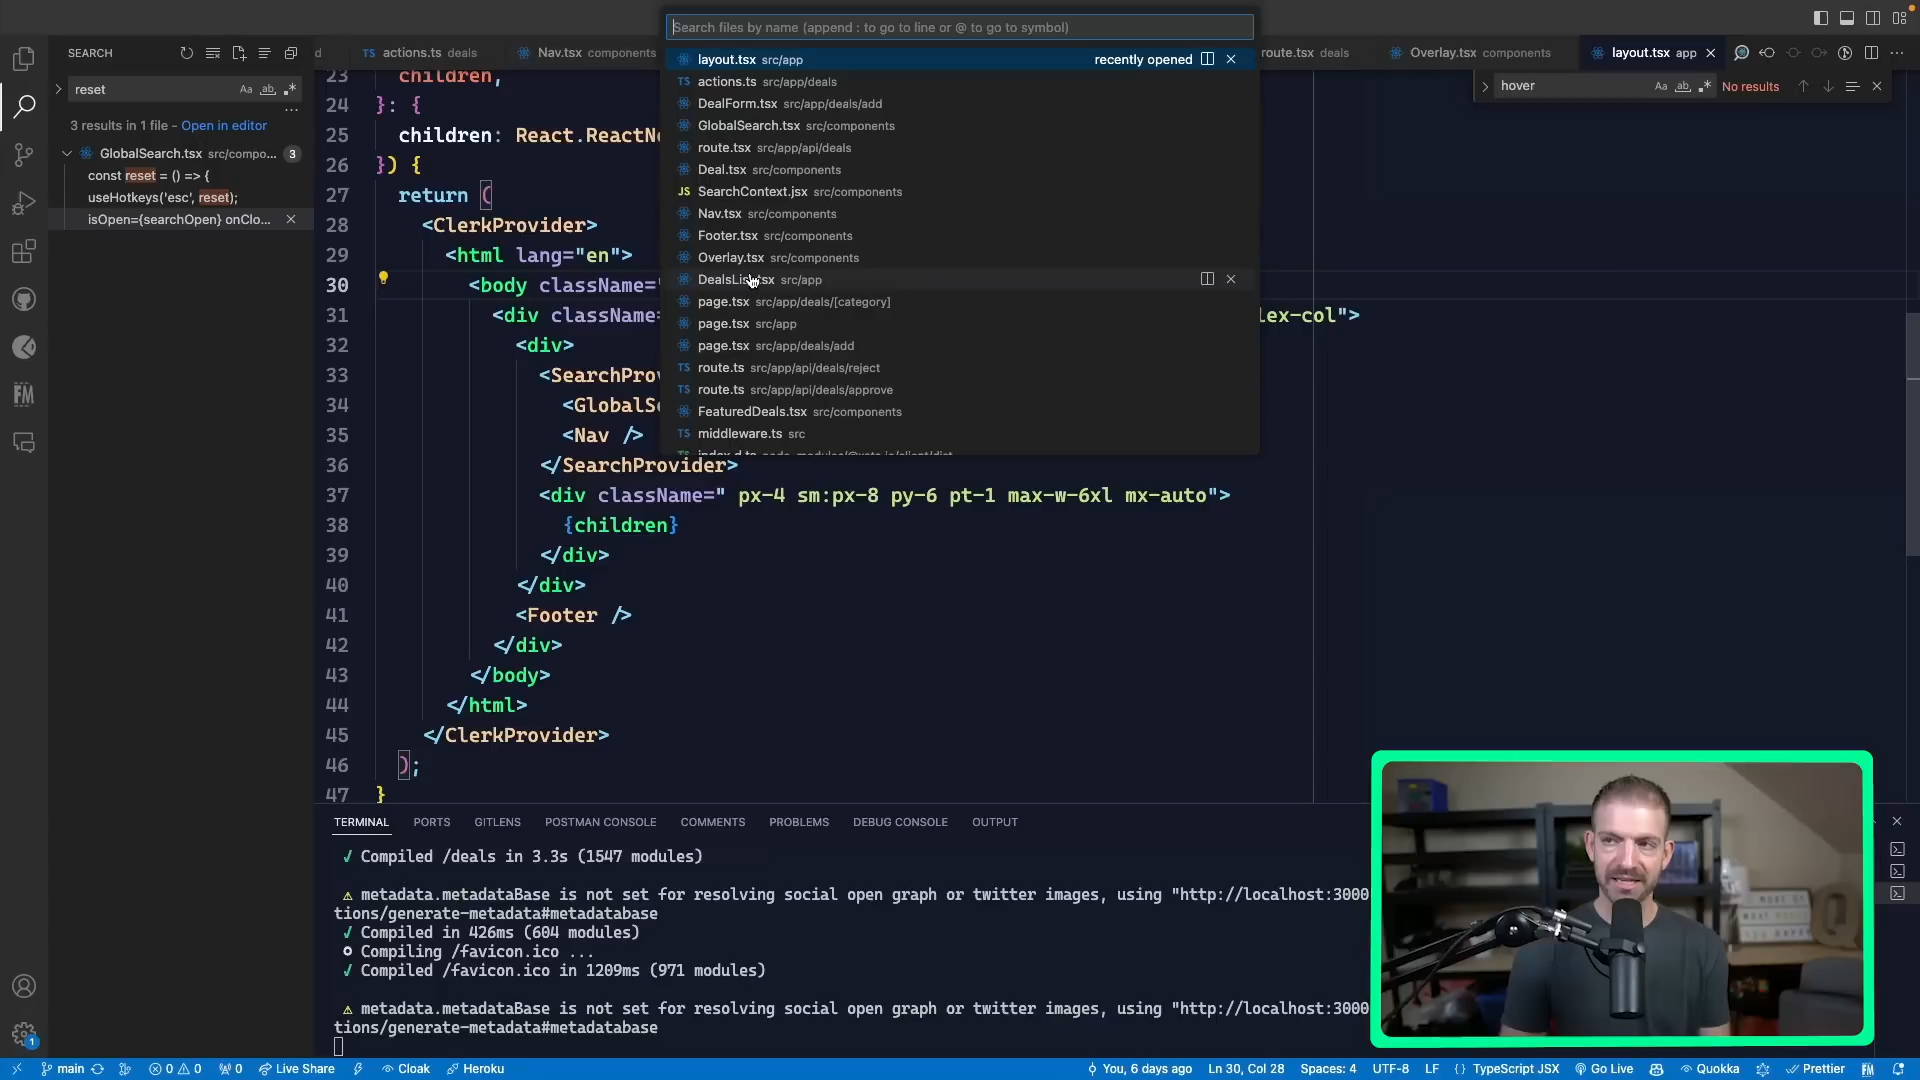 Search files by name (append : to go to line or @ to go to symbol)
layout.tsx src/app recently opened
actions.ts src/app/deals
DealForm.tsx src/app/deals/add
GlobalSearch.tsx src/components
route.tsx src/app/api/deals
Deal.tsx src/components
JS SearchContext.jsx src/components
Nav.tsx src/components
Footer.tsx src/components
Overlay.tsx src/components
src/app
page.tsx src/app/deals/[category]
page.tsx src/app
page.tsx src/app/deals/add
TS route.ts src/app/api/deals/reject
TS route.ts src/app/api/deals/approve
FeaturedDeals.tsx src/components
TS middleware.ts src
SEARCH
reset
3 results in 1 file - Open in editor
GlobalSearch.tsx src/compo... 3
const reset = () => {
useHotkeys('esc', reset);
isOpen={searchOpen} onClo...
d
TS actions.ts deals
Nav.tsx components
route.tsx deals
Overlay.tsx components
layout.tsx app
hover Aa ab No results
23 children,
24 }: {
25 children: React.ReactN
26 }) {
27 return (
28 <ClerkProvider>
29 <html lang="en">
30 <body className=
31 <div className= lex-col">
32 <div>
33 <SearchPro
34 <GlobalS
35 <Nav />
36 </SearchProvider>
37 <div className=" px-4 sm:px-8 py-6 pt-1 max-w-6xl mx-auto">
38 {children}
39 </div>
40 </div>
41 <Footer />
42 </div>
43 </body>
44 </html>
45 </ClerkProvider>
46 );
47 }
TERMINAL PORTS GITLENS POSTMAN CONSOLE COMMENTS PROBLEMS DEBUG CONSOLE OUTPUT
✓ Compiled /deals in 3.3s (1547 modules)
⚠ metadata.metadataBase is not set for resolving social open graph or twitter images, using "http://localhost:3000
tions/generate-metadata#metadatabase
✓ Compiled in 426ms (604 modules)
○ Compiling /favicon.ico ...
✓ Compiled /favicon.ico in 1209ms (971 modules)
⚠ metadata.metadataBase is not set for resolving social open graph or twitter images, using "http://localhost:3000
tions/generate-metadata#metadatabase
main 0 0 0 Live Share Cloak Heroku You, 6 days ago Ln 30, Col 28 Spaces: 4 UTF-8 LF {} TypeScript JSX Go Live Quokka Prettier FM